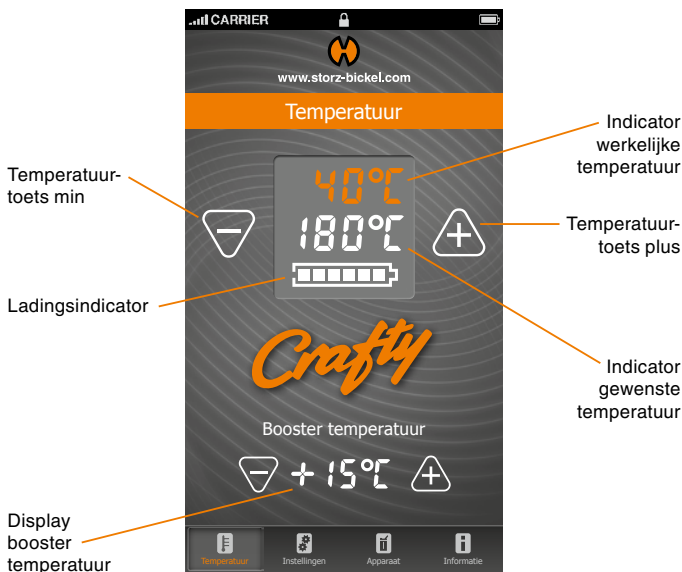 CARRIER
www.storz-bickel.com
Temperatuur
Indicator
werkelijke
temperatuur
Temperatuur-
toets min
40°C
180°C
Temperatuur-
toets plus
Ladingsindicator
Crafty
Indicator
gewenste
temperatuur
Booster temperatuur
+15°C
Display
booster
temperatuur
Temperatuur Instellingen Apparaat Informatie